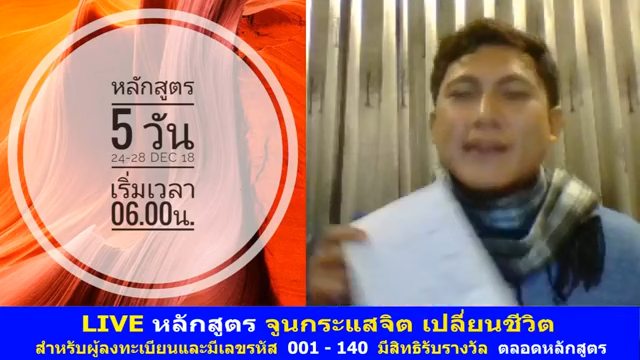 หลักสูตร
5 วัน
24-28 DEC 18
เริ่มเวลา
06.00น.
LIVE หลักสูตร จูนกระแสจิต เปลี่ยนชีวิต
สำหรับผู้ลงทะเบียนและมีเลขรหัส 001 - 140 มีสิทธิรับรางวัล ตลอดหลักสูตร